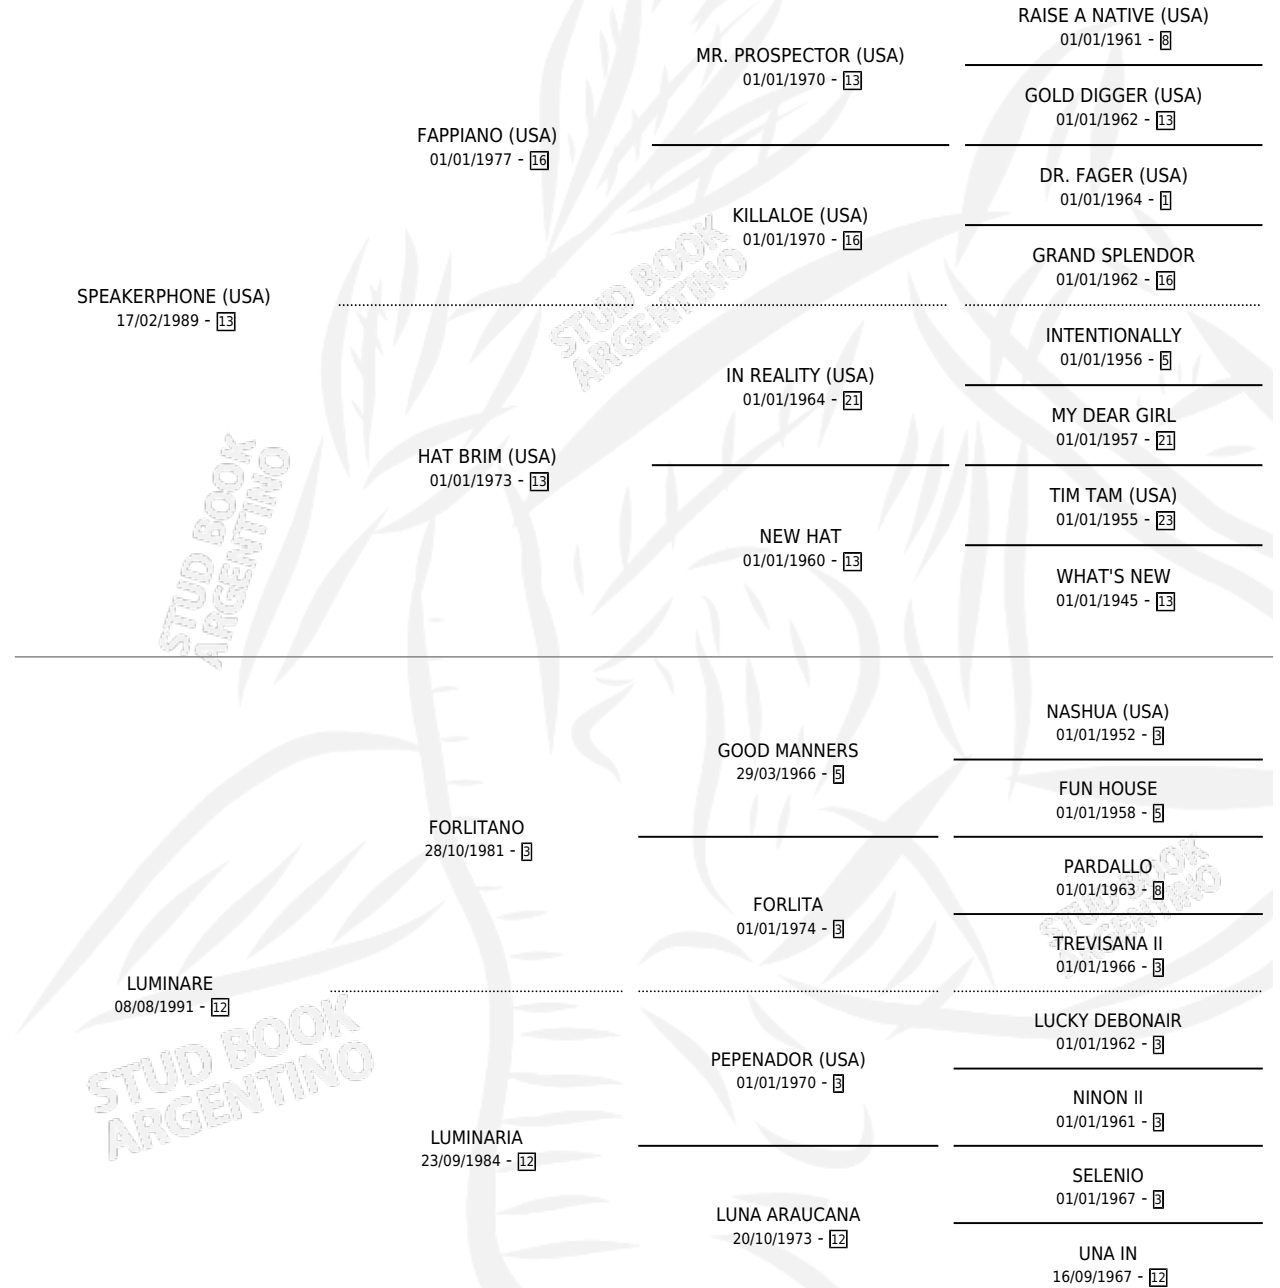 RAISE A NATIVE (USA)
01/01/1961 - 8
MR. PROSPECTOR (USA)
01/01/1970 - 13
GOLD DIGGER (USA)
01/01/1962 - 13
FAPPIANO (USA)
01/01/1977 - 16
DR. FAGER (USA)
01/01/1964 - 1
KILLALOE (USA)
01/01/1970 - 16
GRAND SPLENDOR
01/01/1962 - 16
SPEAKERPHONE (USA)
17/02/1989 - 13
INTENTIONALLY
01/01/1956 - 5
IN REALITY (USA)
01/01/1964 - 21
MY DEAR GIRL
01/01/1957 - 21
HAT BRIM (USA)
01/01/1973 - 13
TIM TAM (USA)
01/01/1955 - 23
NEW HAT
01/01/1960 - 13
WHAT'S NEW
01/01/1945 - 13
NASHUA (USA)
01/01/1952 - 3
GOOD MANNERS
29/03/1966 - 5
FUN HOUSE
01/01/1958 - 5
FORLITANO
28/10/1981 - 3
PARDALLO
01/01/1963 - 8
FORLITA
01/01/1974 - 3
TREVISANA II
01/01/1966 - 3
LUMINARE
08/08/1991 - 12
LUCKY DEBONAIR
01/01/1962 - 3
PEPENADOR (USA)
01/01/1970 - 3
NINON II
01/01/1961 - 3
LUMINARIA
23/09/1984 - 12
SELENIO
01/01/1967 - 3
LUNA ARAUCANA
20/10/1973 - 12
UNA IN
16/09/1967 - 12
STUD BOOK
ARGENTINO
STUD BOOK
ARGENTINO
STUD BOOK
ARGENTINO
STUD BOOK
ARGENTINO